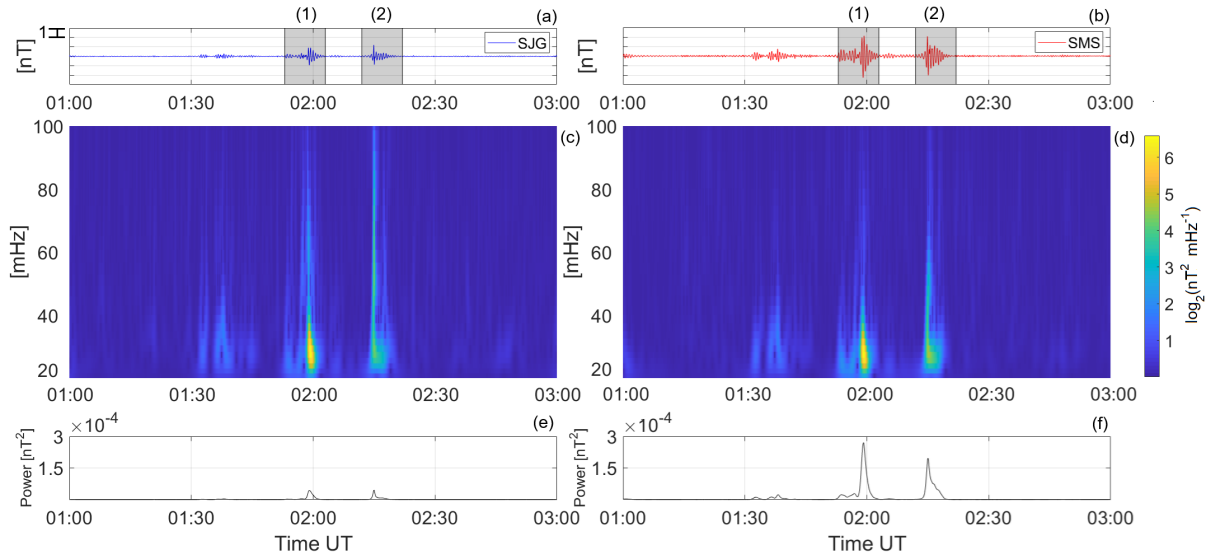 (1) (2) (a) (1) (2) (b)
1H
[nT] SJG [nT] SMS
01:00 01:30 02:00 02:30 03:00 01:00 01:30 02:00 02:30 03:00
100 (c) 100 (d)
80 80
60 60
40 40
20 20
[mHz] [mHz]
6
5
4
3
2
1
log₂(nT² mHz⁻¹)
01:00 01:30 02:00 02:30 03:00 01:00 01:30 02:00 02:30 03:00
×10⁻⁴ (e) ×10⁻⁴ (f)
3 3
1.5 1.5
Power [nT²] Power [nT²]
01:00 01:30 02:00 02:30 03:00 01:00 01:30 02:00 02:30 03:00
Time UT Time UT